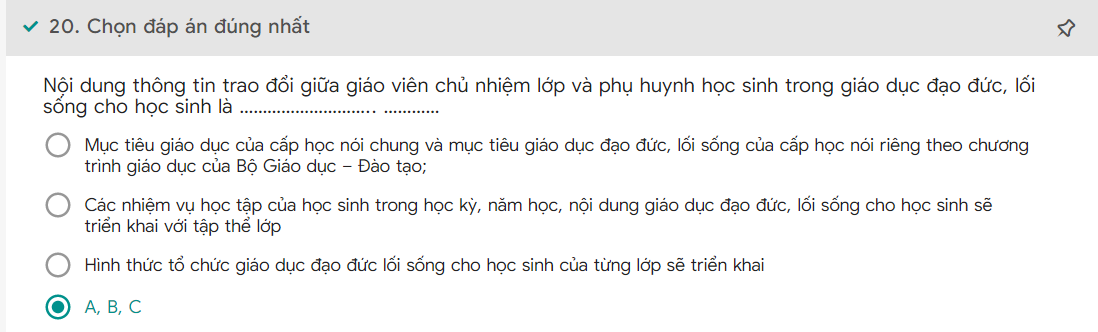 20. Chọn đáp án đúng nhất
Nội dung thông tin trao đổi giữa giáo viên chủ nhiệm lớp và phụ huynh học sinh trong giáo dục đạo đức, lối
sống cho học sinh là ............................. ............
Mục tiêu giáo dục của cấp học nói chung và mục tiêu giáo dục đạo đức, lối sống của cấp học nói riêng theo chương
trình giáo dục của Bộ Giáo dục – Đào tạo;
Các nhiệm vụ học tập của học sinh trong học kỳ, năm học, nội dung giáo dục đạo đức, lối sống cho học sinh sẽ
triển khai với tập thể lớp
Hình thức tổ chức giáo dục đạo đức lối sống cho học sinh của từng lớp sẽ triển khai
A, B, C